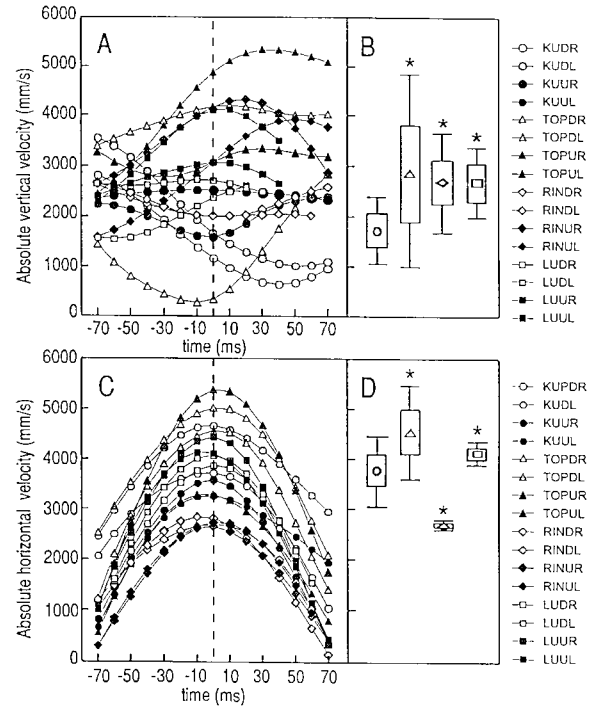 6000
5000
4000
3000
2000
1000
0
Absolute vertical velocity (mm/s)
A
-70 -50 -30 -10 10 30 50 70
time (ms)
B
*
*
*
KUDR
KUDL
KUUR
KUUL
TOPDR
TOPDL
TOPUR
TOPUL
RINDR
RINDL
RINUR
RINUL
LUDR
LUDL
LUUR
LUUL
6000
5000
4000
3000
2000
1000
0
Absolute horizontal velocity (mm/s)
C
-70 -50 -30 -10 10 30 50 70
time (ms)
D
*
*
*
KUPDR
KUDL
KUUR
KUUL
TOPDR
TOPDL
TOPUR
TOPUL
RINDR
RINDL
RINUR
RINUL
LUDR
LUDL
LUUR
LUUL